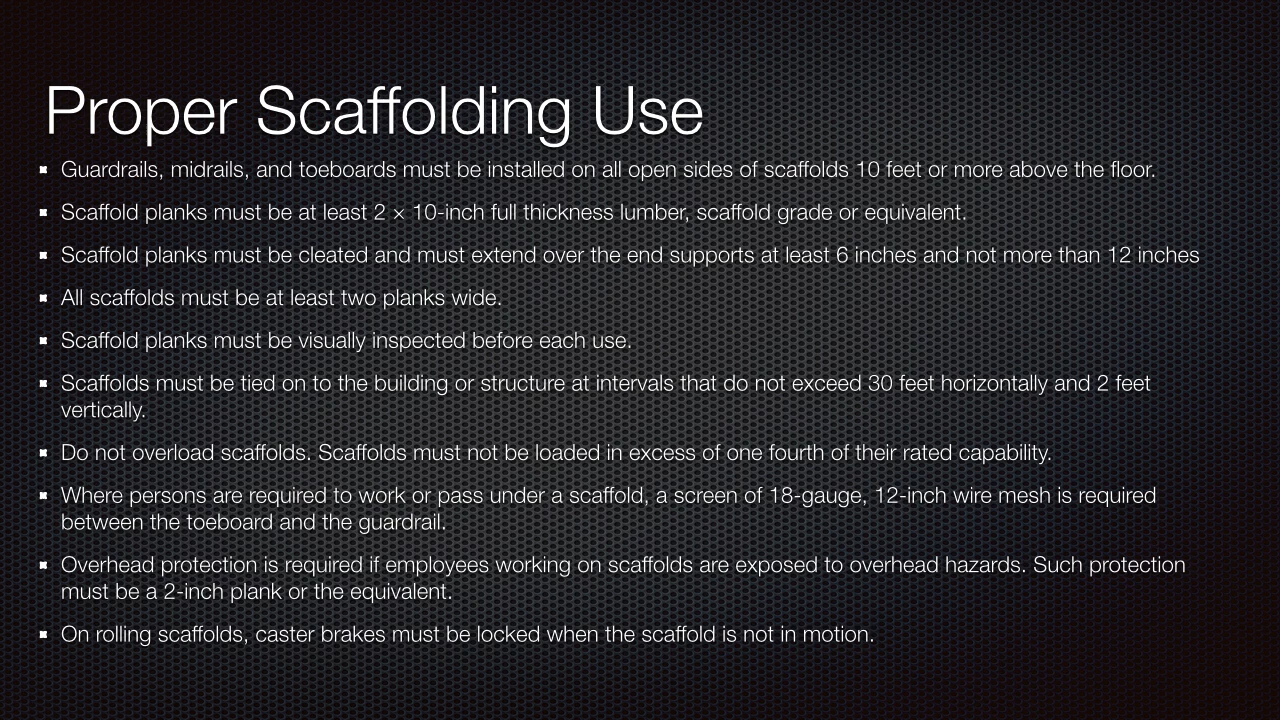 Proper Scaffolding Use
Guardrails, midrails, and toeboards must be installed on all open sides of scaffolds 10 feet or more above the floor.
Scaffold planks must be at least 2 × 10-inch full thickness lumber, scaffold grade or equivalent.
Scaffold planks must be cleated and must extend over the end supports at least 6 inches and not more than 12 inches
All scaffolds must be at least two planks wide.
Scaffold planks must be visually inspected before each use.
Scaffolds must be tied on to the building or structure at intervals that do not exceed 30 feet horizontally and 2 feet
vertically.
Do not overload scaffolds. Scaffolds must not be loaded in excess of one fourth of their rated capability.
Where persons are required to work or pass under a scaffold, a screen of 18-gauge, 12-inch wire mesh is required
between the toeboard and the guardrail.
Overhead protection is required if employees working on scaffolds are exposed to overhead hazards. Such protection
must be a 2-inch plank or the equivalent.
On rolling scaffolds, caster brakes must be locked when the scaffold is not in motion.